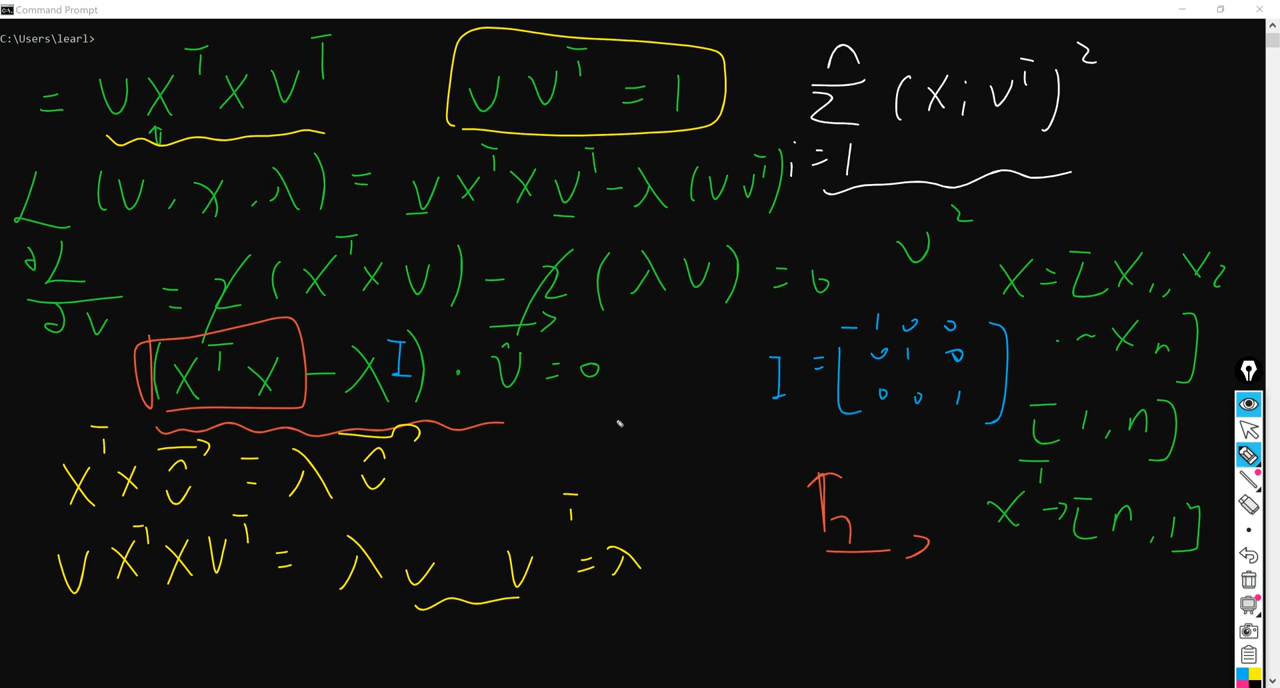 Command Prompt
C:\Users\learl>
= V X^T X V^T
V V^T = 1
n
Σ (X_i V^T)^2
i = 1
L (V, X, λ) = V X^T X V^T - λ (V V^T)
V^2
∂L/∂V = 2 (X^T X V) - 2 (λ V) = 0
X = [X_1, X_2
.~ X_n]
(X^T X - λI) · V̂ = 0
I = [1 0 0
0 1 0
0 0 1]
[1, n]
X^T X V̂ = λ V̂
X^T → [n, 1]
V X^T X V^T = λ V V^T = λ